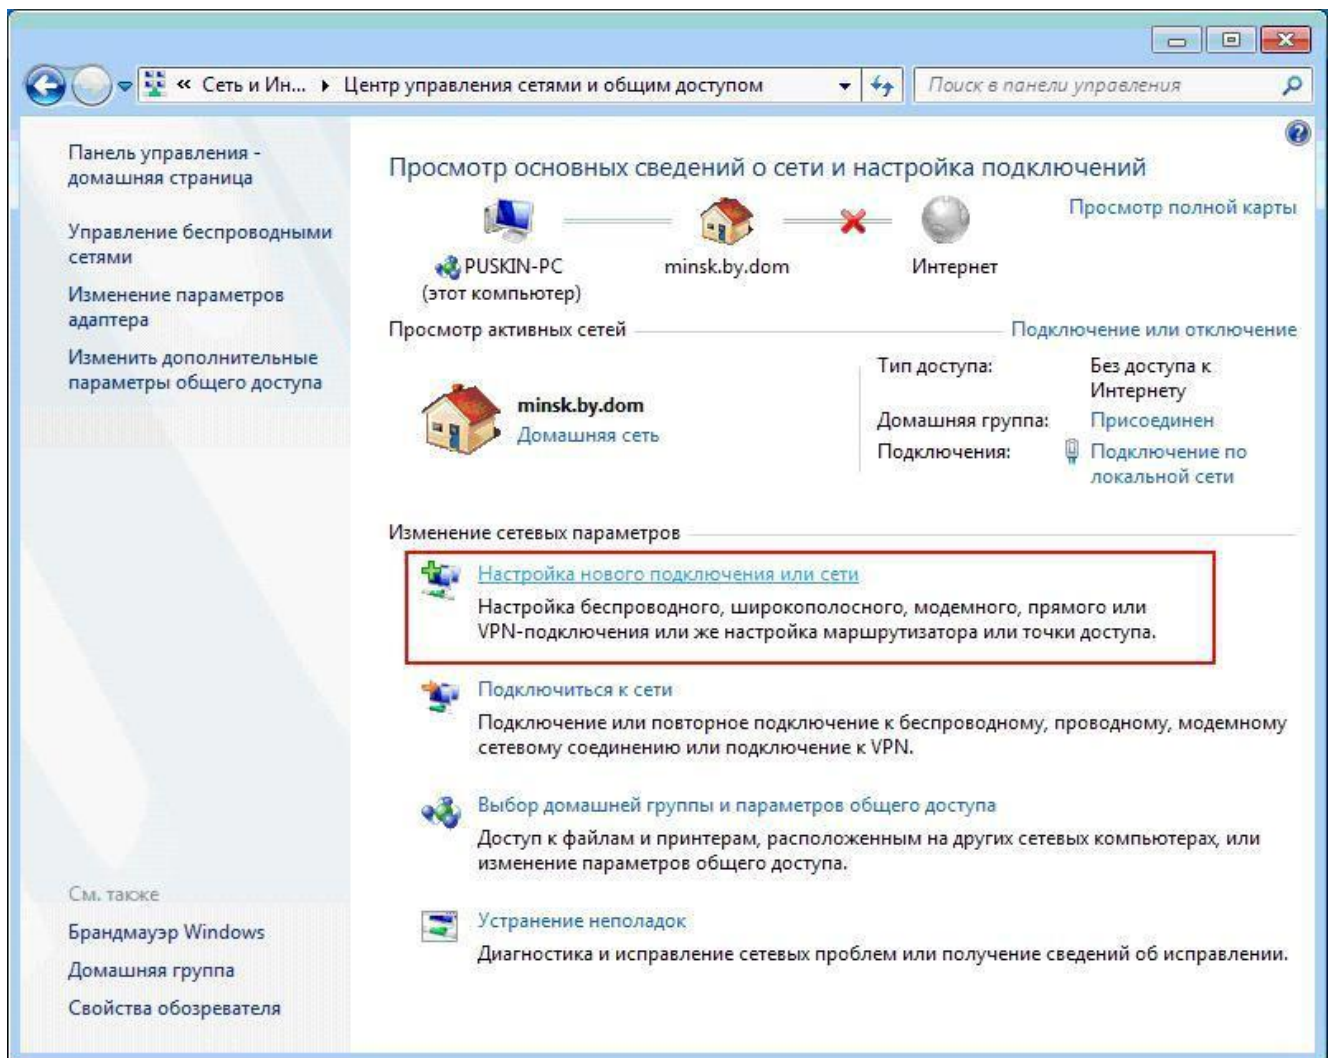 « Сеть и Ин... Центр управления сетями и общим доступом
Поиск в панели управления
Панель управления -
домашняя страница
Управление беспроводными
сетями
Изменение параметров
адаптера
Изменить дополнительные
параметры общего доступа
См. также
Брандмауэр Windows
Домашняя группа
Свойства обозревателя
Просмотр основных сведений о сети и настройка подключений
Просмотр полной карты
PUSKIN-PC
(этот компьютер)
minsk.by.dom
Интернет
Просмотр активных сетей
Подключение или отключение
minsk.by.dom
Домашняя сеть
Тип доступа: Без доступа к
Интернету
Домашняя группа: Присоединен
Подключения: Подключение по
локальной сети
Изменение сетевых параметров
Настройка нового подключения или сети
Настройка беспроводного, широкополосного, модемного, прямого или
VPN-подключения или же настройка маршрутизатора или точки доступа.
Подключиться к сети
Подключение или повторное подключение к беспроводному, проводному, модемному
сетевому соединению или подключение к VPN.
Выбор домашней группы и параметров общего доступа
Доступ к файлам и принтерам, расположенным на других сетевых компьютерах, или
изменение параметров общего доступа.
Устранение неполадок
Диагностика и исправление сетевых проблем или получение сведений об исправлении.